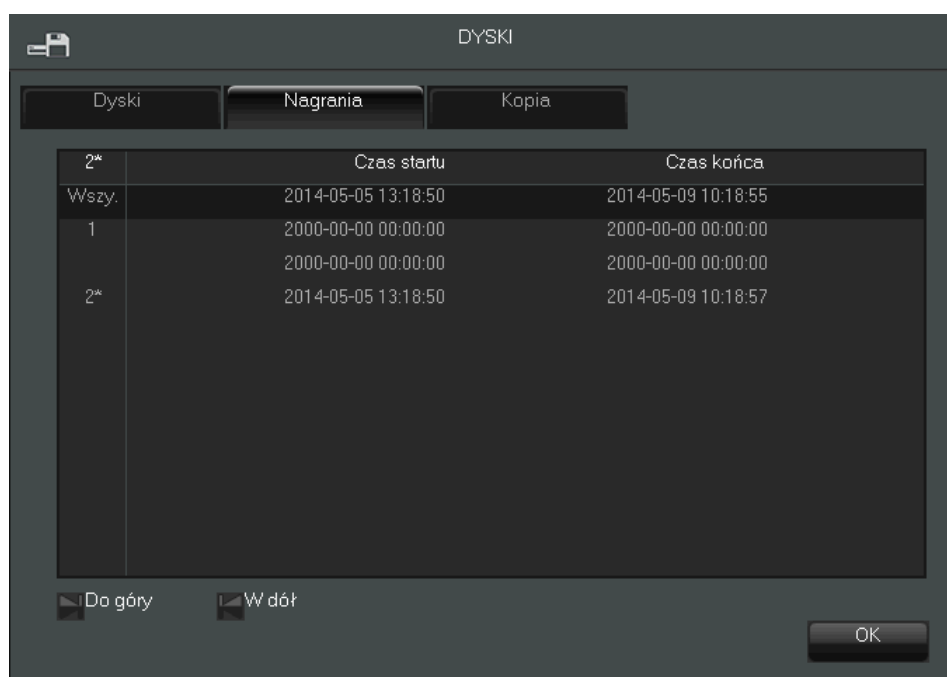 DYSKI
Dyski Nagrania Kopia
2* Czas startu Czas końca
Wszy. 2014-05-05 13:18:50 2014-05-09 10:18:55
1 2000-00-00 00:00:00 2000-00-00 00:00:00
2000-00-00 00:00:00 2000-00-00 00:00:00
2* 2014-05-05 13:18:50 2014-05-09 10:18:57
Do góry W dół
OK